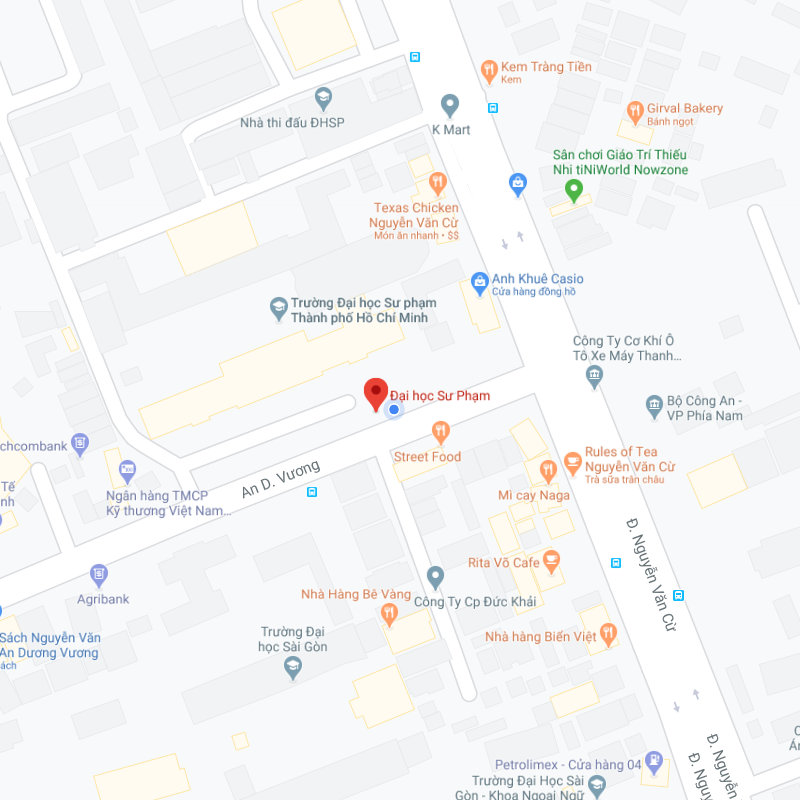 Kem Tràng Tiền
Kem
Nhà thi đấu ĐHSP
K Mart
Girval Bakery
Bánh ngọt
Sân chơi Giáo Trí Thiếu
Nhi tiNiWorld Nowzone
Texas Chicken
Nguyễn Văn Cừ
Món ăn nhanh • $$
Anh Khuê Casio
Cửa hàng đồng hồ
Trường Đại học Sư phạm
Thành phố Hồ Chí Minh
Công Ty Cơ Khí Ô
Tô Xe Máy Thanh...
Đại học Sư Phạm
Bộ Công An -
VP Phía Nam
chcombank
Street Food
Rules of Tea
Nguyễn Văn Cừ
Trà sữa trân châu
An D. Vương
Ngân hàng TMCP
Kỹ thương Việt Nam...
Tế
nh
Mì cay Naga
Đ. Nguyễn Văn Cừ
Rita Võ Cafe
Agribank
Nhà Hàng Bê Vàng
Công Ty Cp Đức Khải
Sách Nguyễn Văn
An Dương Vương
ách
Trường Đại
học Sài Gòn
Nhà hàng Biển Việt
Đ. Nguyễn
Đ. Nguy
Petrolimex - Cửa hàng 04
Trường Đại Học Sài
Gòn - Khoa Ngoại Ngữ